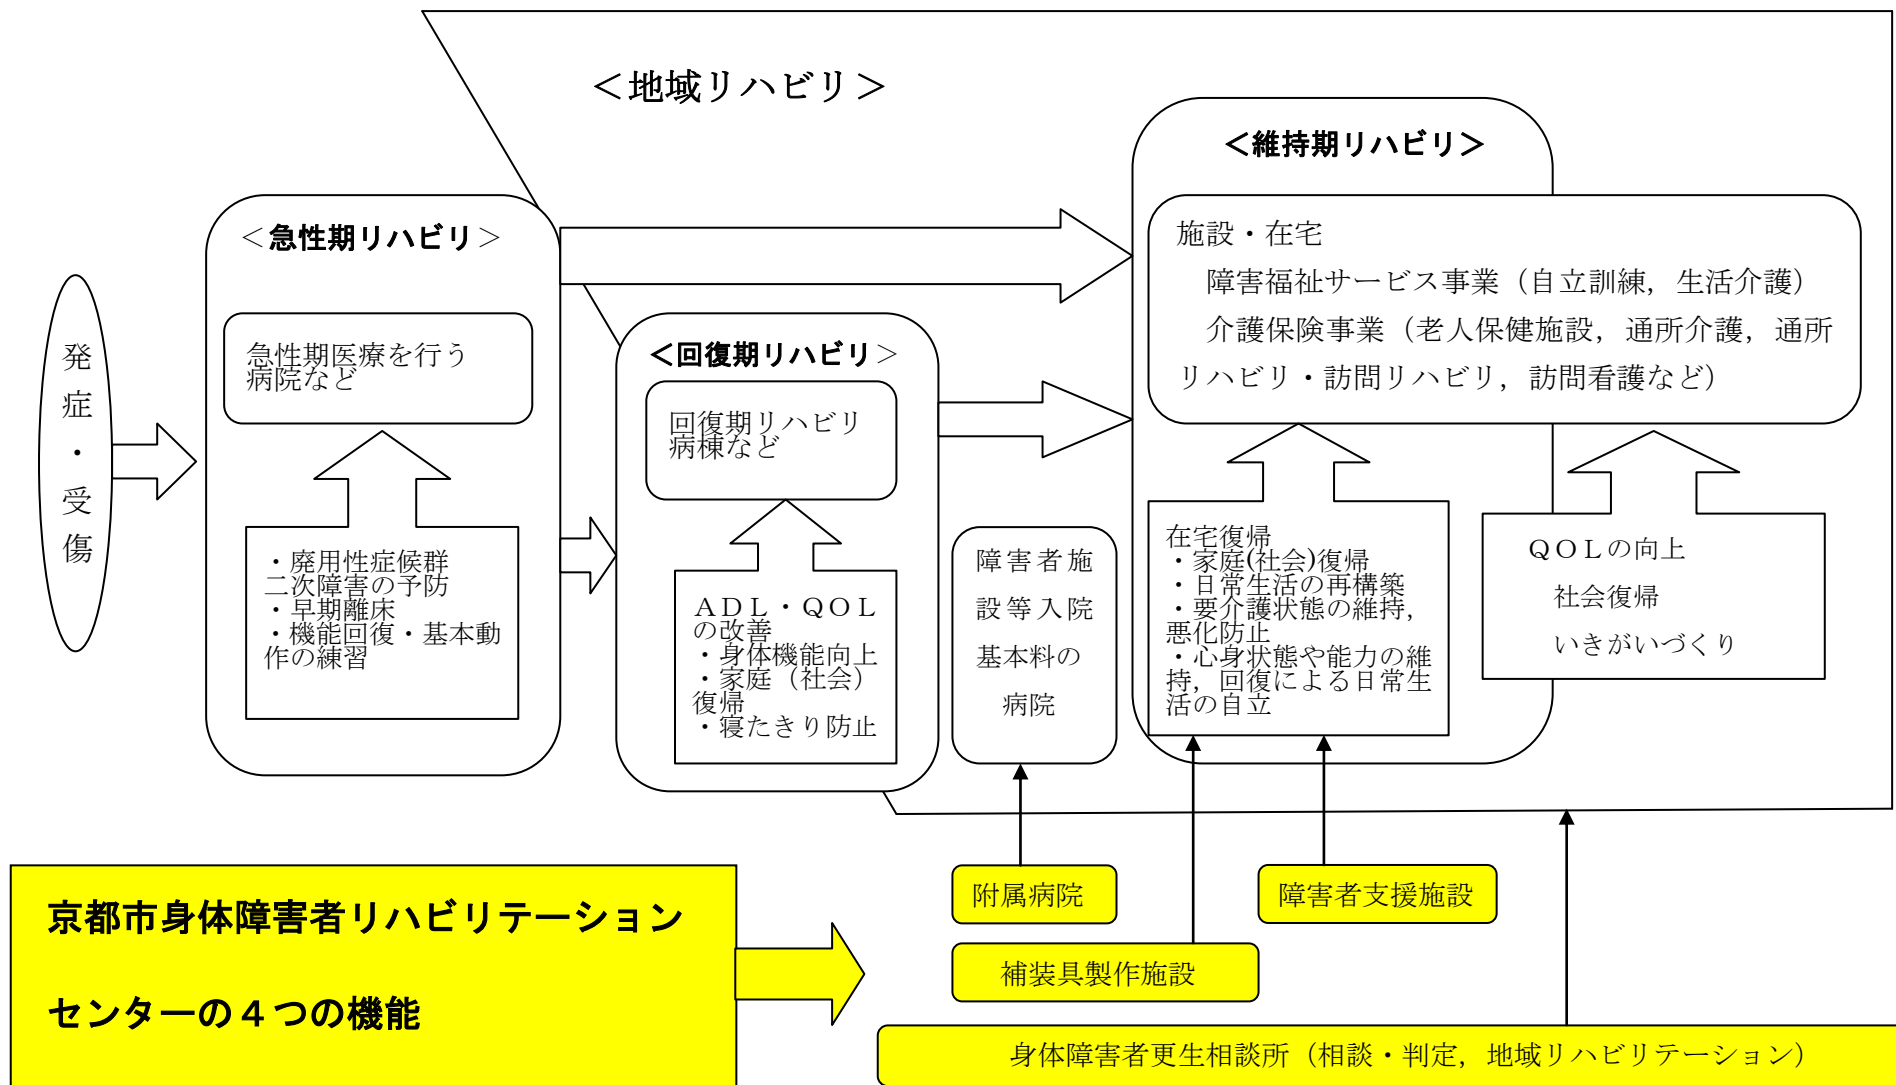 ＜地域リハビリ＞
＜維持期リハビリ＞
＜急性期リハビリ＞
施設・在宅
障害福祉サービス事業（自立訓練，生活介護）
介護保険事業（老人保健施設，通所介護，通所
リハビリ・訪問リハビリ，訪問看護など）
発
症
・
受
傷
急性期医療を行う
病院など
＜回復期リハビリ＞
回復期リハビリ
病棟など
・廃用性症候群
二次障害の予防
・早期離床
・機能回復・基本動
作の練習
ＡＤＬ・ＱＯＬ
の改善
・身体機能向上
・家庭（社会）
復帰
・寝たきり防止
障害者施
設等入院
基本料の
病院
在宅復帰
・家庭(社会)復帰
・日常生活の再構築
・要介護状態の維持，
悪化防止
・心身状態や能力の維
持，回復による日常生
活の自立
ＱＯＬの向上
社会復帰
いきがいづくり
京都市身体障害者リハビリテーション
センターの４つの機能
附属病院
障害者支援施設
補装具製作施設
身体障害者更生相談所（相談・判定，地域リハビリテーション）